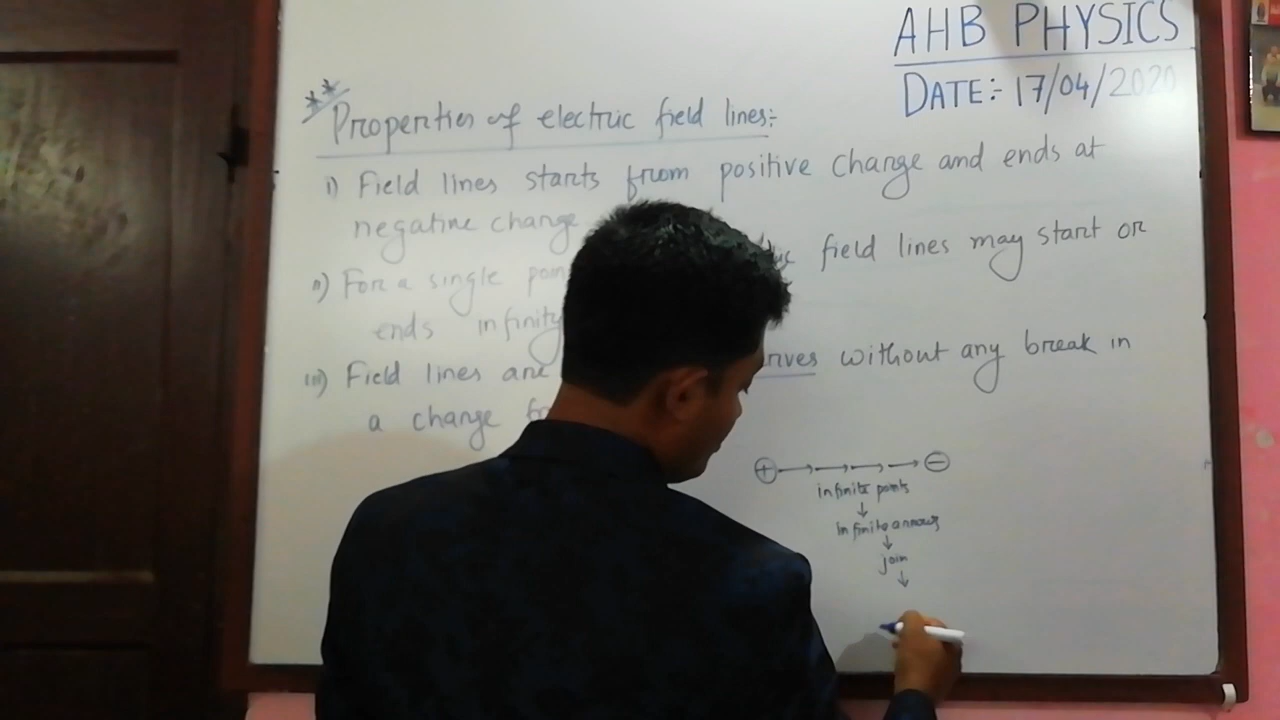 AHB PHYSICS
DATE:- 17/04/2020
** Properties of electric field lines:-
i) Field lines starts from positive charge and ends at
negative charge
ii) For a single field lines may start or
ends infinity
iii) Field lines are without any break in
a charge
+ −
infinite points
↓
Infinite arrows
↓
join
↓